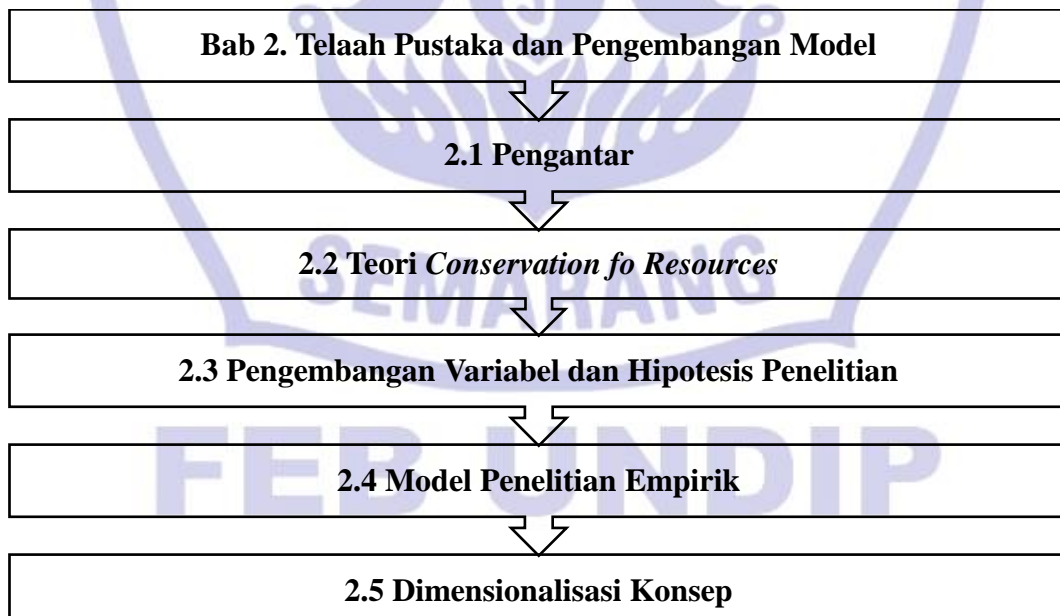 Bab 2. Telaah Pustaka dan Pengembangan Model
2.1 Pengantar
2.2 Teori Conservation fo Resources
SEMARANG
2.3 Pengembangan Variabel dan Hipotesis Penelitian
FEB UNDIP
2.4 Model Penelitian Empirik
2.5 Dimensionalisasi Konsep